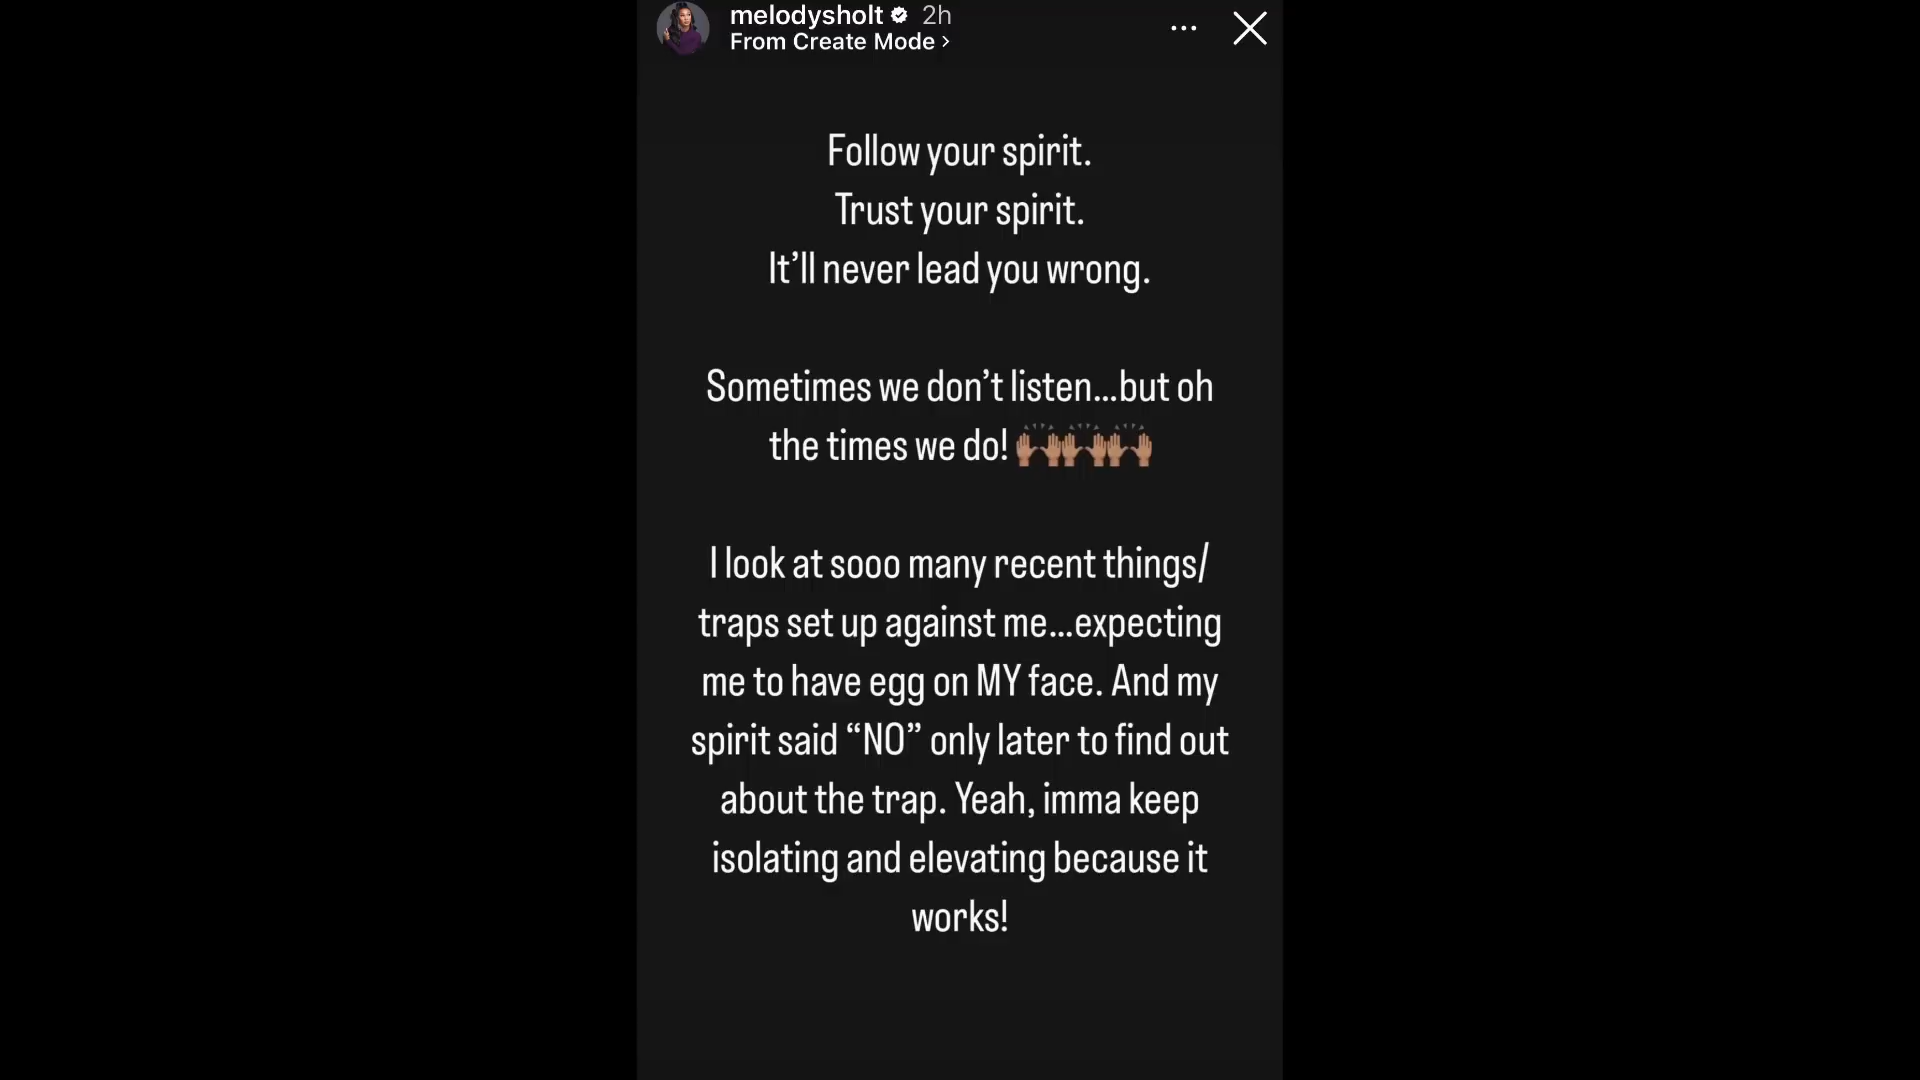 melodysholt 2h
From Create Mode >
Follow your spirit.
Trust your spirit.
It’ll never lead you wrong.
Sometimes we don’t listen...but oh
the times we do! 🙌🏽🙌🏽🙌🏽
I look at sooo many recent things/
traps set up against me...expecting
me to have egg on MY face. And my
spirit said “NO” only later to find out
about the trap. Yeah, imma keep
isolating and elevating because it
works!